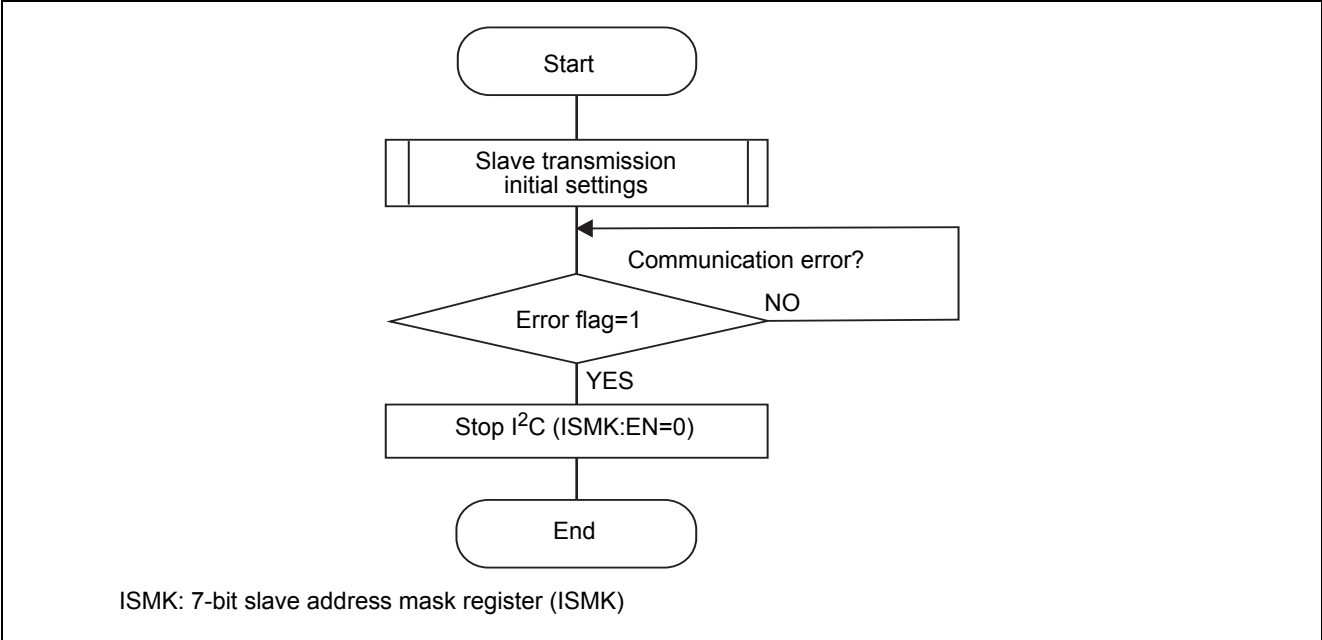 Start
Slave transmission
initial settings
Communication error?
NO
Error flag=1
YES
Stop I²C (ISMK:EN=0)
End
ISMK: 7-bit slave address mask register (ISMK)